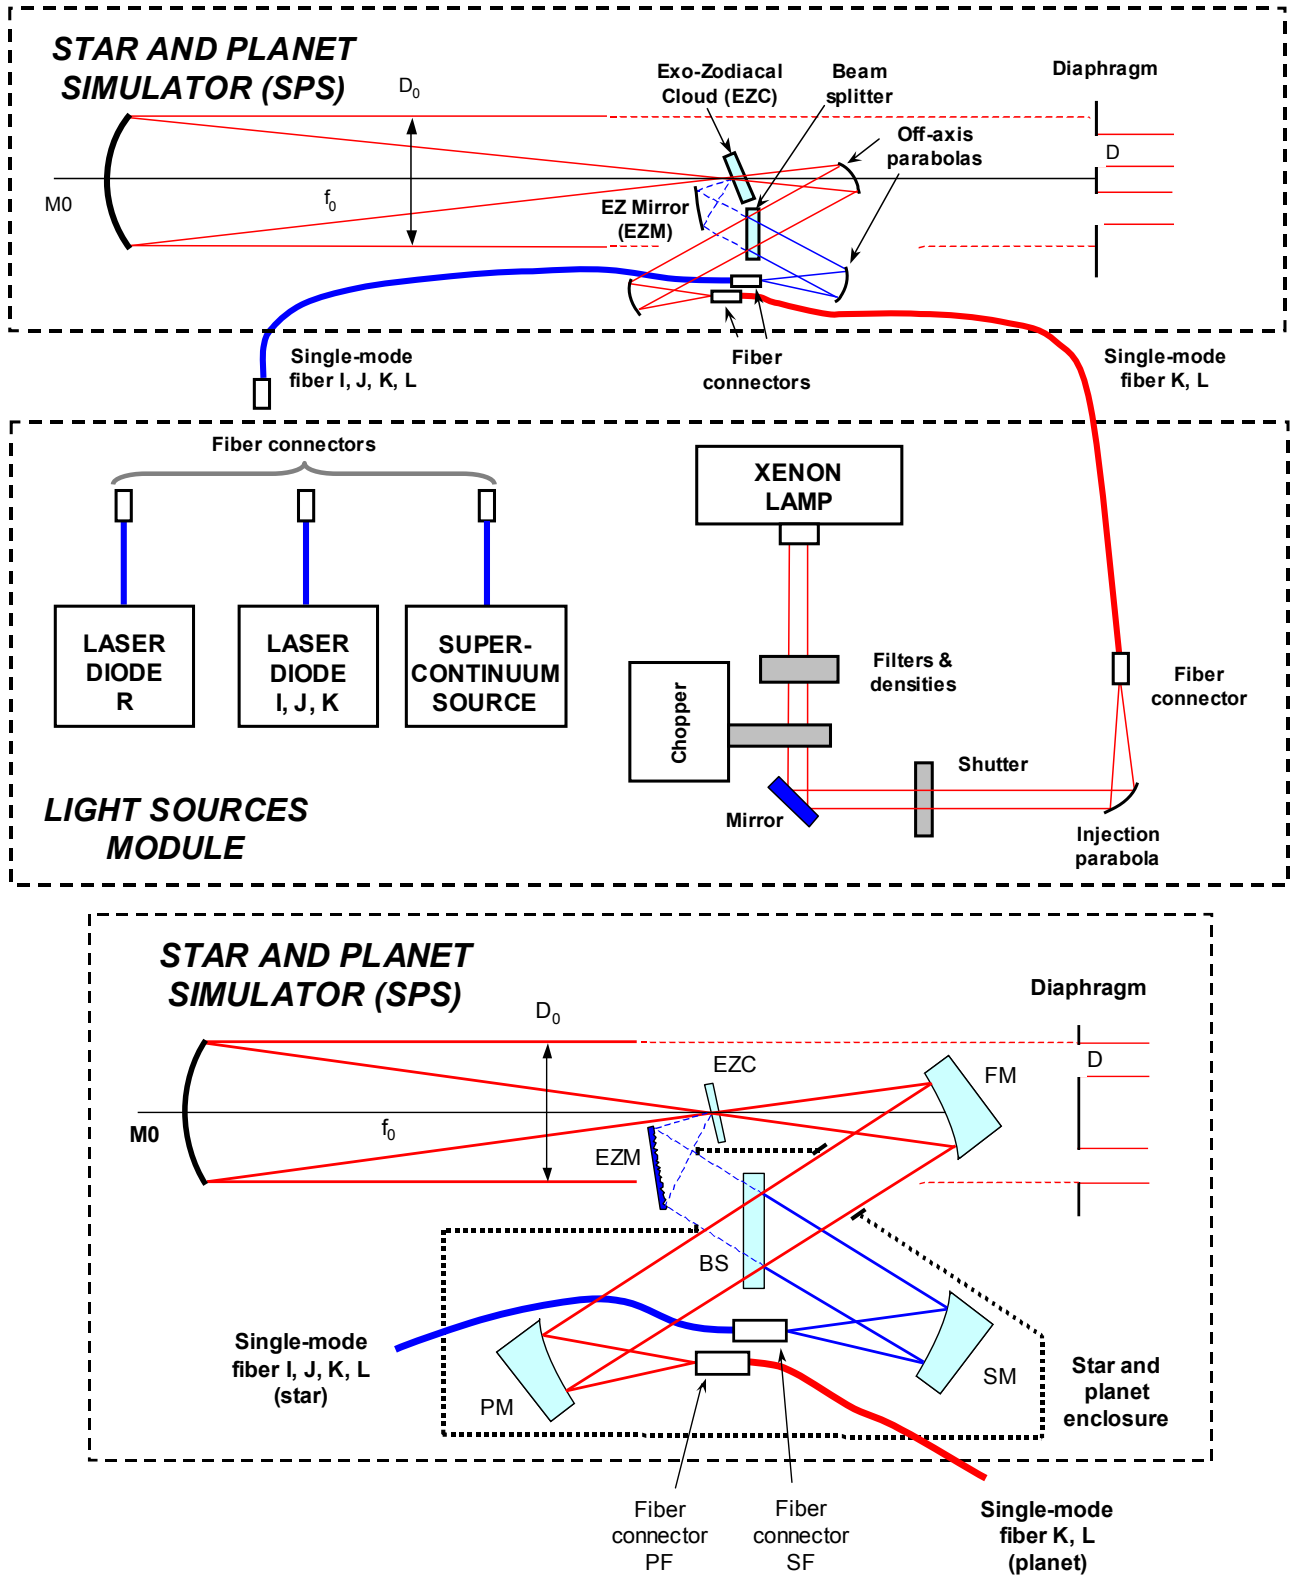 STAR AND PLANET
SIMULATOR (SPS)
D0
Exo-Zodiacal
Cloud (EZC)
Beam
splitter
Diaphragm
Off-axis
parabolas
D
M0
f0
EZ Mirror
(EZM)
Single-mode
fiber I, J, K, L
Fiber
connectors
Single-mode
fiber K, L
Fiber connectors
XENON
LAMP
LASER
DIODE
R
LASER
DIODE
I, J, K
SUPER-
CONTINUUM
SOURCE
Chopper
Filters &
densities
Fiber
connector
Shutter
Mirror
Injection
parabola
LIGHT SOURCES
MODULE
STAR AND PLANET
SIMULATOR (SPS)
Diaphragm
D0
EZC
FM
D
M0
f0
EZM
BS
Single-mode
fiber I, J, K, L
(star)
PM
SM
Star and
planet
enclosure
Fiber
connector
PF
Fiber
connector
SF
Single-mode
fiber K, L
(planet)